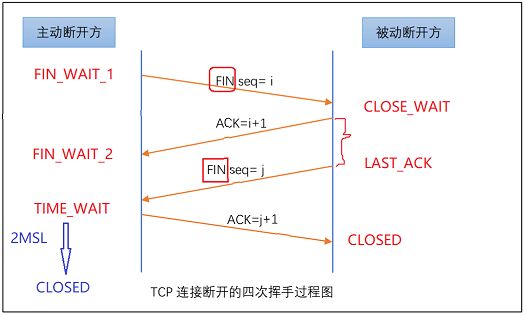 主动断开方
被动断开方
FIN_WAIT_1
FIN seq= i
CLOSE_WAIT
ACK=i+1
FIN_WAIT_2
FIN seq= j
LAST_ACK
TIME_WAIT
ACK=j+1
2MSL
CLOSED
CLOSED
TCP 连接断开的四次挥手过程图